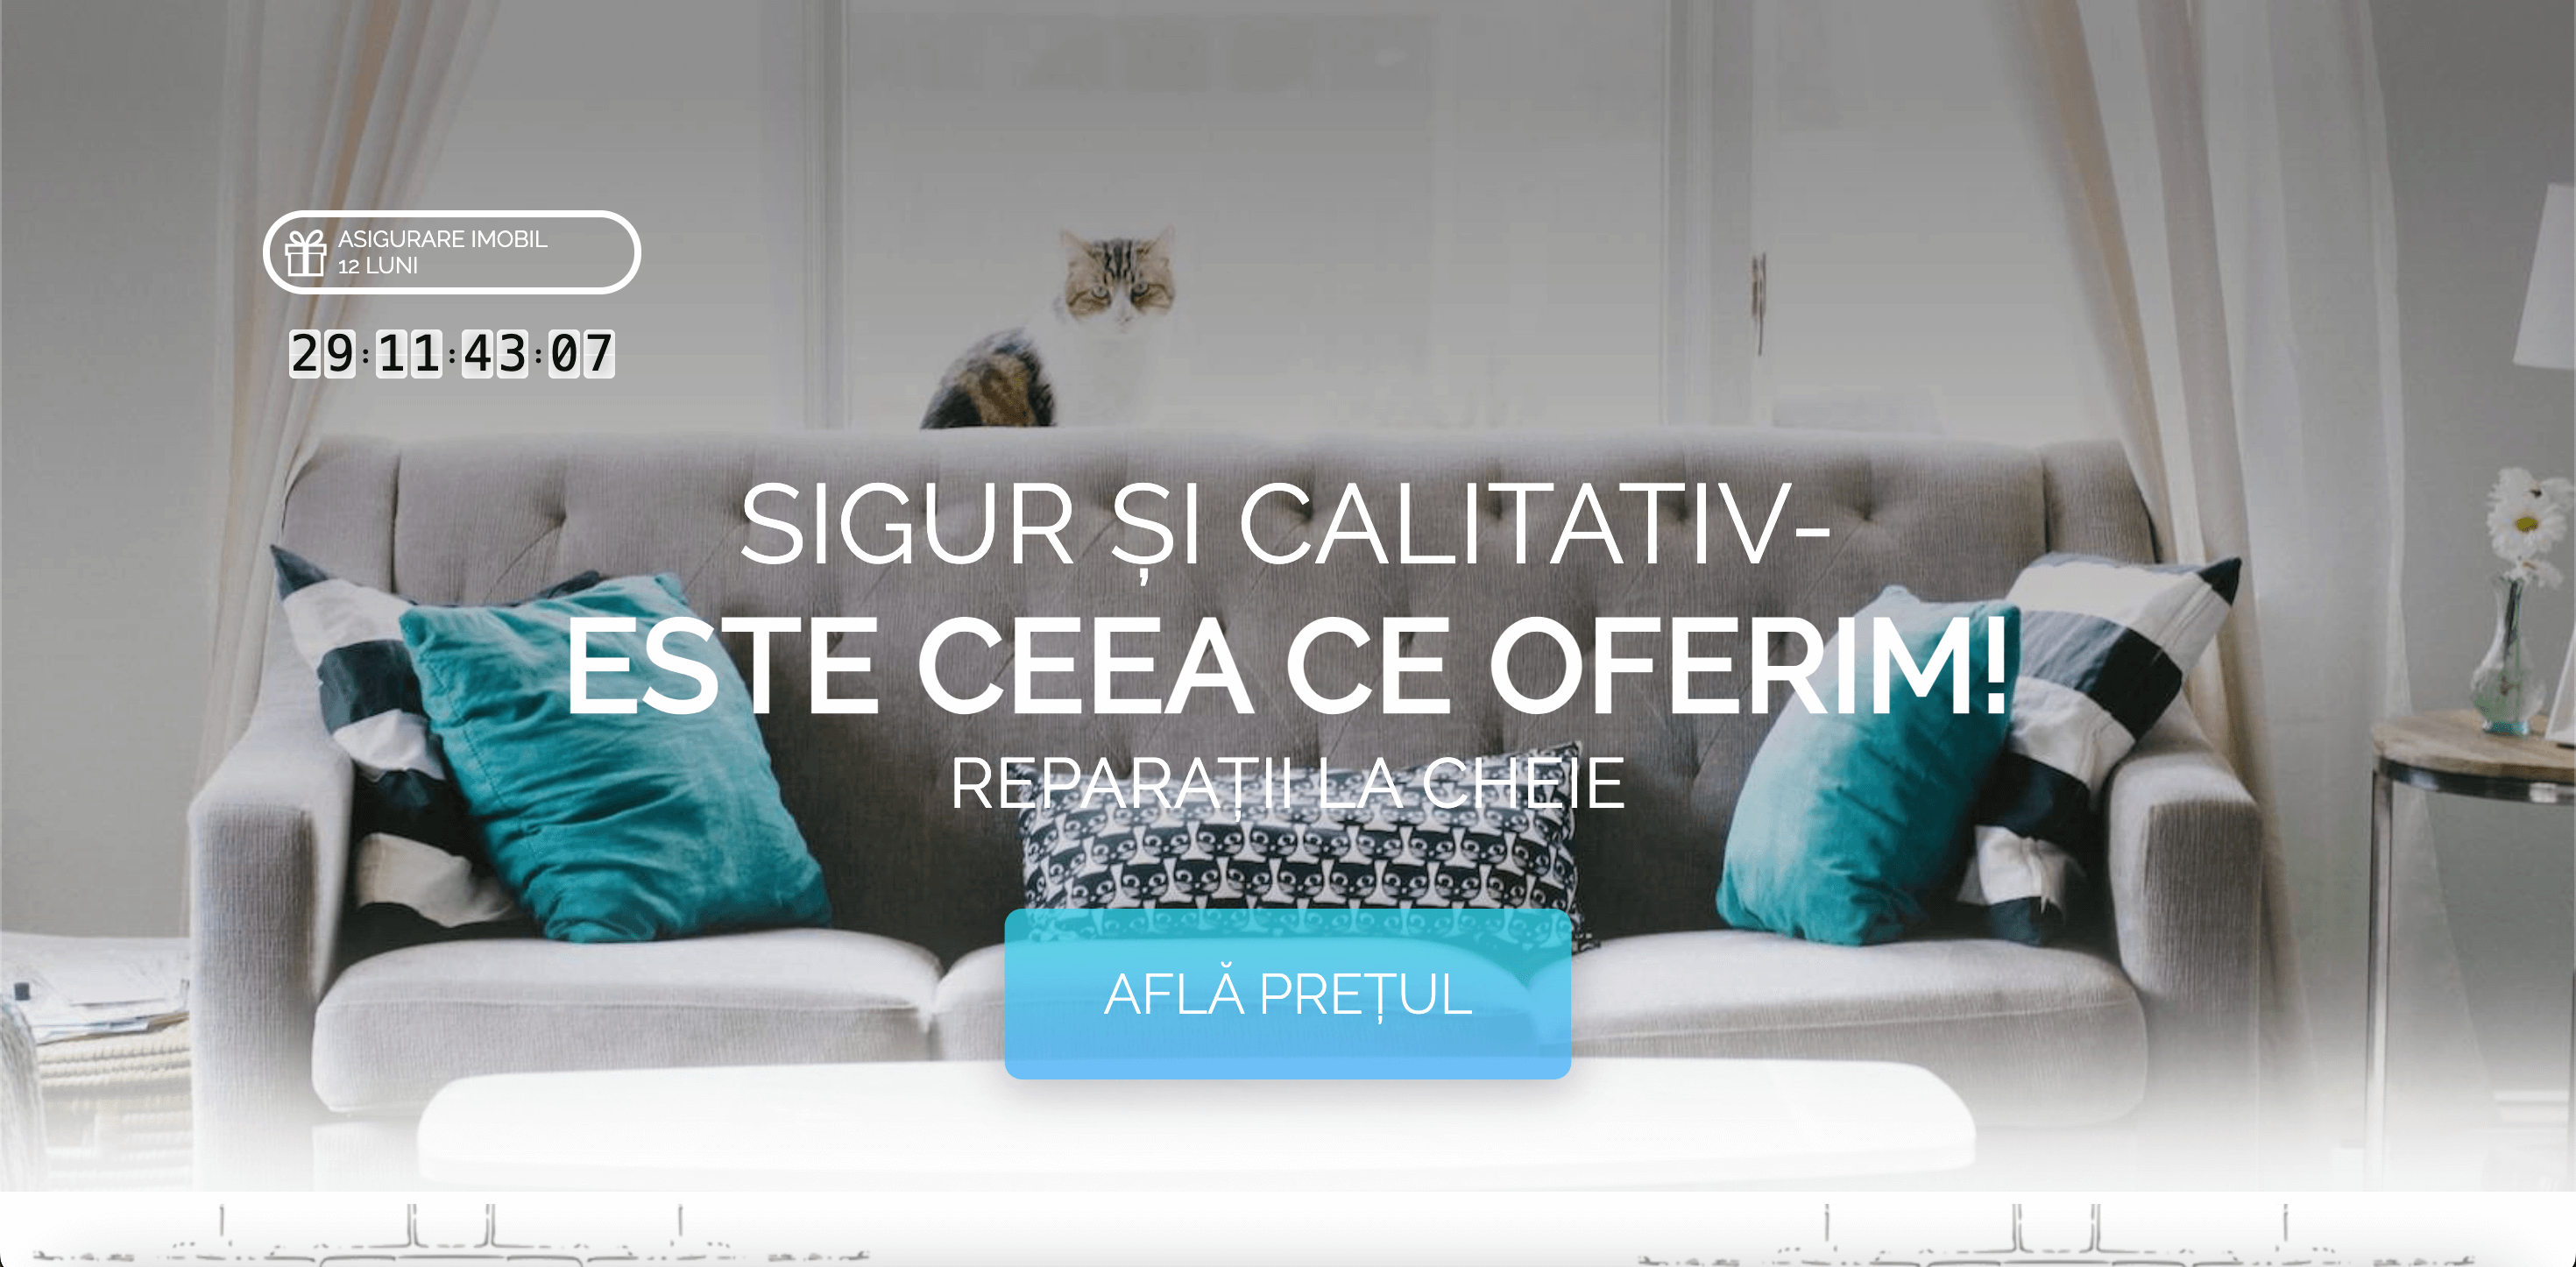 ASIGURARE IMOBIL
12 LUNI
29:11:43:07
SIGUR ȘI CALITATIV-
ESTE CEEA CE OFERIM!
REPARAȚII LA CHEIE
AFLĂ PREȚUL